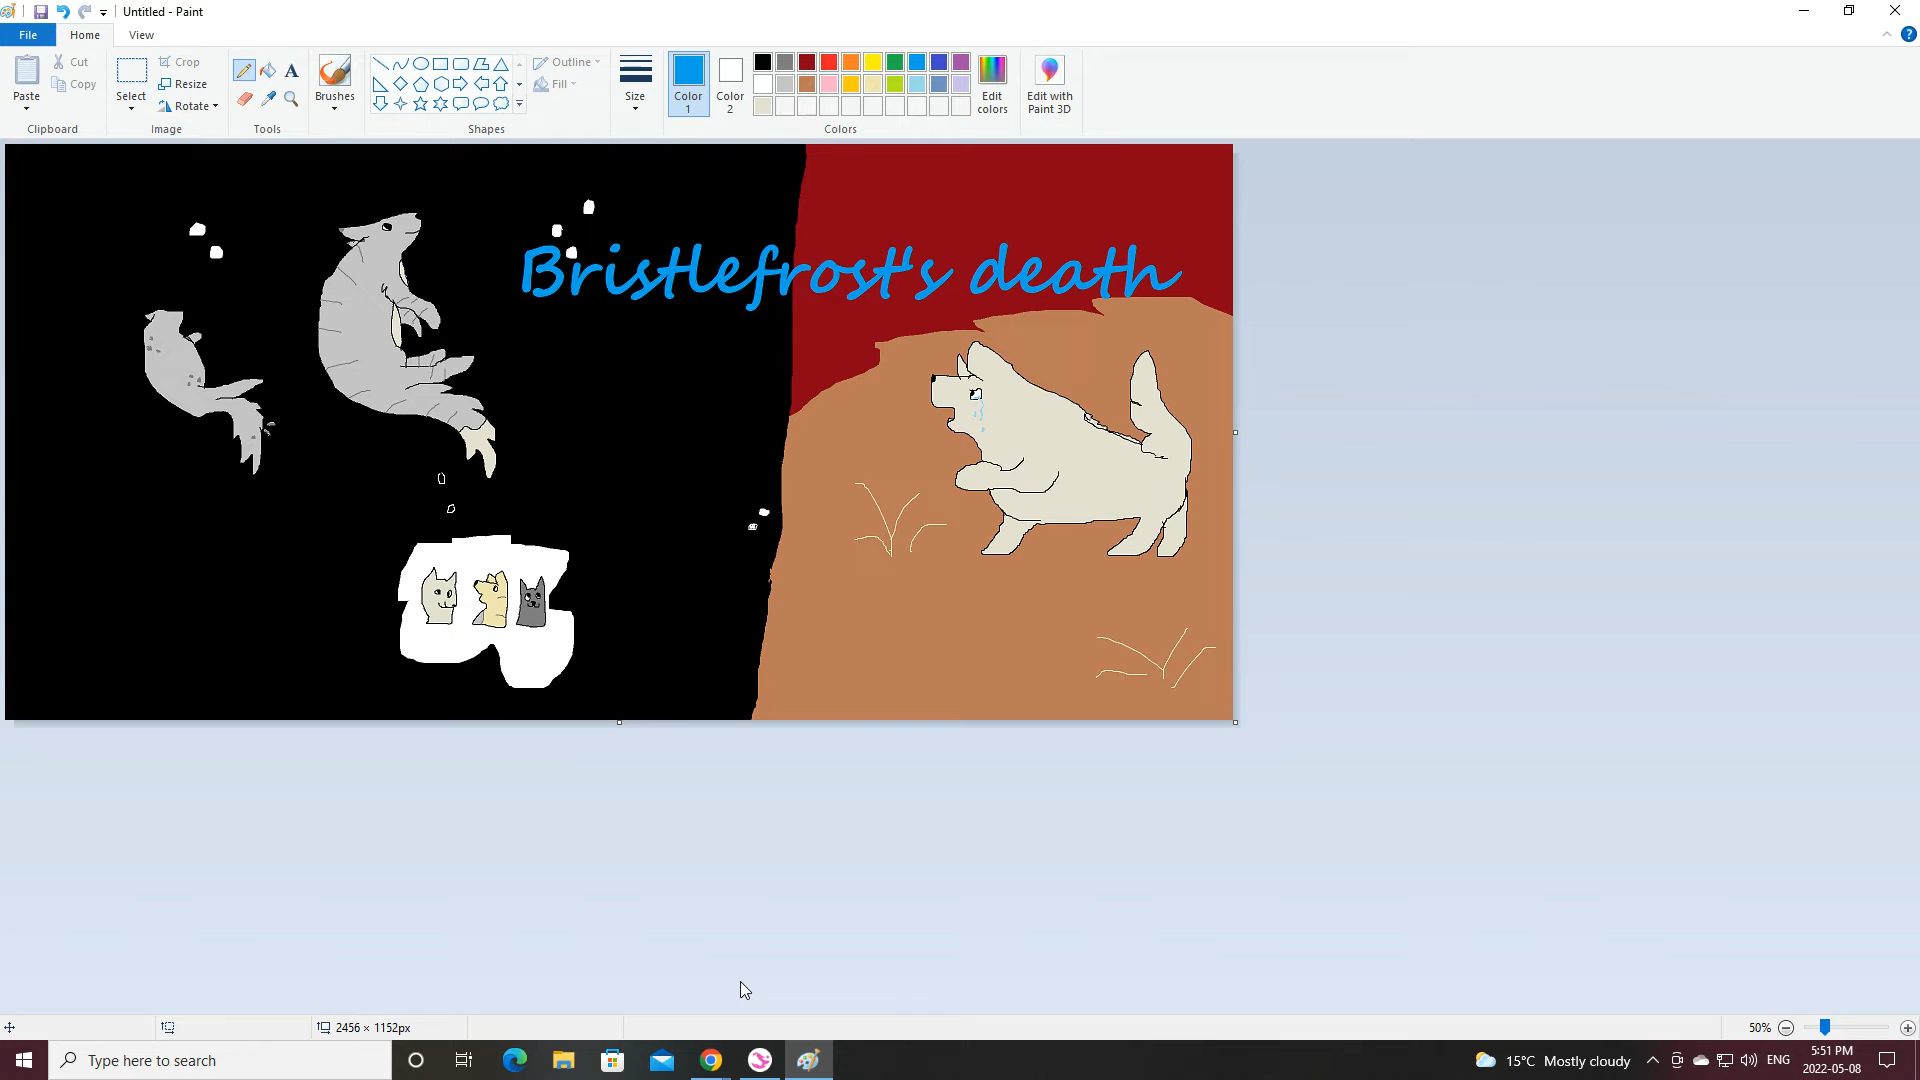 Untitled - Paint
File Home View
Paste
Cut
Copy
Clipboard
Select
Crop
Resize
Rotate
Image
A
Tools
Brushes
Shapes
Outline
Fill
Size
Color 1
Color 2
Colors
Edit colors
Edit with Paint 3D
?
Bristlefrost's death
2456 × 1152px
50%
Type here to search
15°C Mostly cloudy
ENG
5:51 PM
2022-05-08